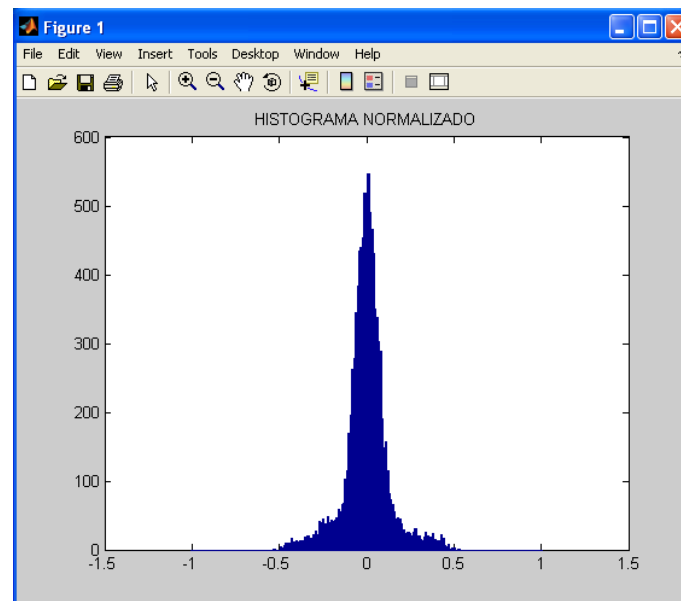 Figure 1
File Edit View Insert Tools Desktop Window Help
HISTOGRAMA NORMALIZADO
600
500
400
300
200
100
0
-1.5 -1 -0.5 0 0.5 1 1.5